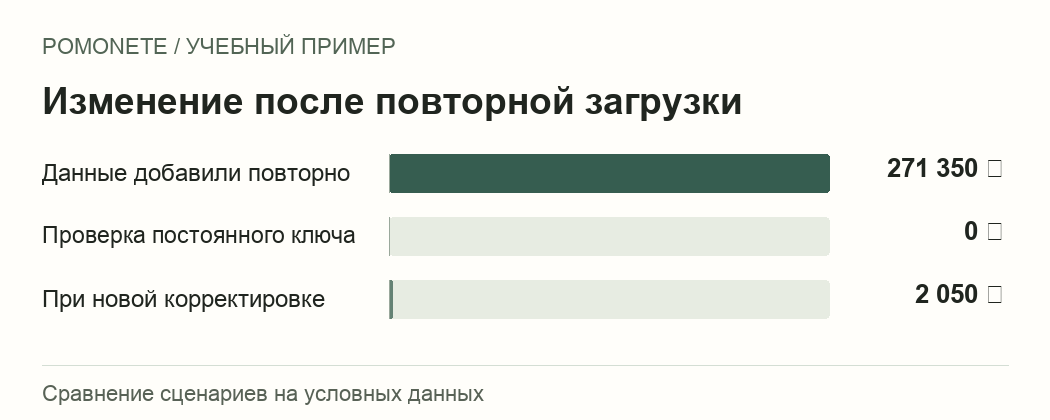 POMONETE / УЧЕБНЫЙ ПРИМЕР
Изменение после повторной загрузки
Данные добавили повторно 271 350 □
Проверка постоянного ключа 0 □
При новой корректировке 2 050 □
Сравнение сценариев на условных данных